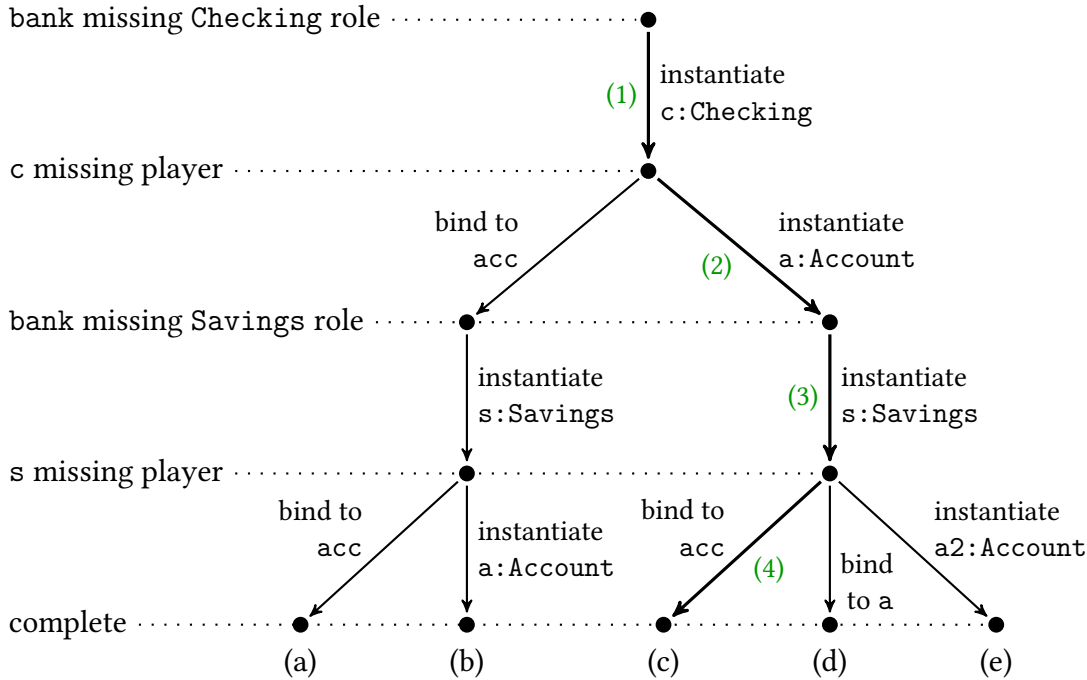 bank missing Checking role
instantiate
(1)
c:Checking
c missing player
bind to
acc
instantiate
a:Account
(2)
bank missing Savings role
instantiate
s:Savings
(3)
instantiate
s:Savings
s missing player
bind to
acc
instantiate
a:Account
bind to
acc
(4)
bind
to a
instantiate
a2:Account
complete
(a) (b) (c) (d) (e)